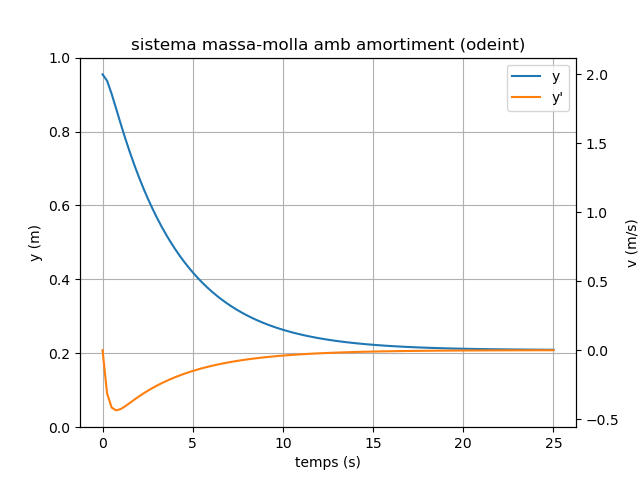 sistema massa-molla amb amortiment (odeint)
1.0
0.8
0.6
0.4
0.2
0.0
y (m)
y
y'
2.0
1.5
1.0
0.5
0.0
−0.5
v (m/s)
0 5 10 15 20 25
temps (s)